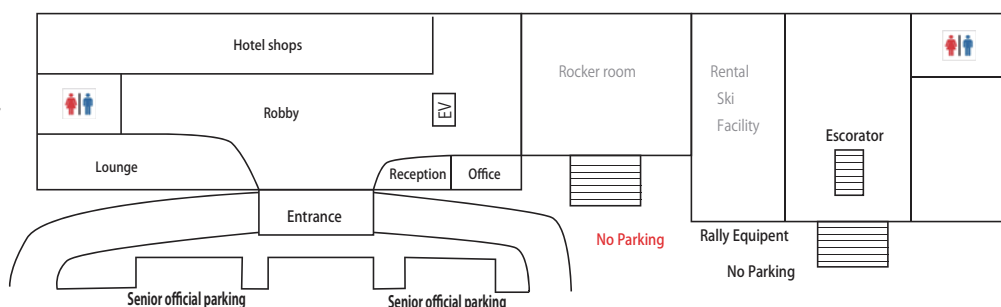 Hotel shops
Rocker room
Rental
Ski
Facility
Robby
EV
Escorator
Lounge
Reception
Office
Entrance
No Parking
Rally Equipent
No Parking
Senior official parking
Senior official parking